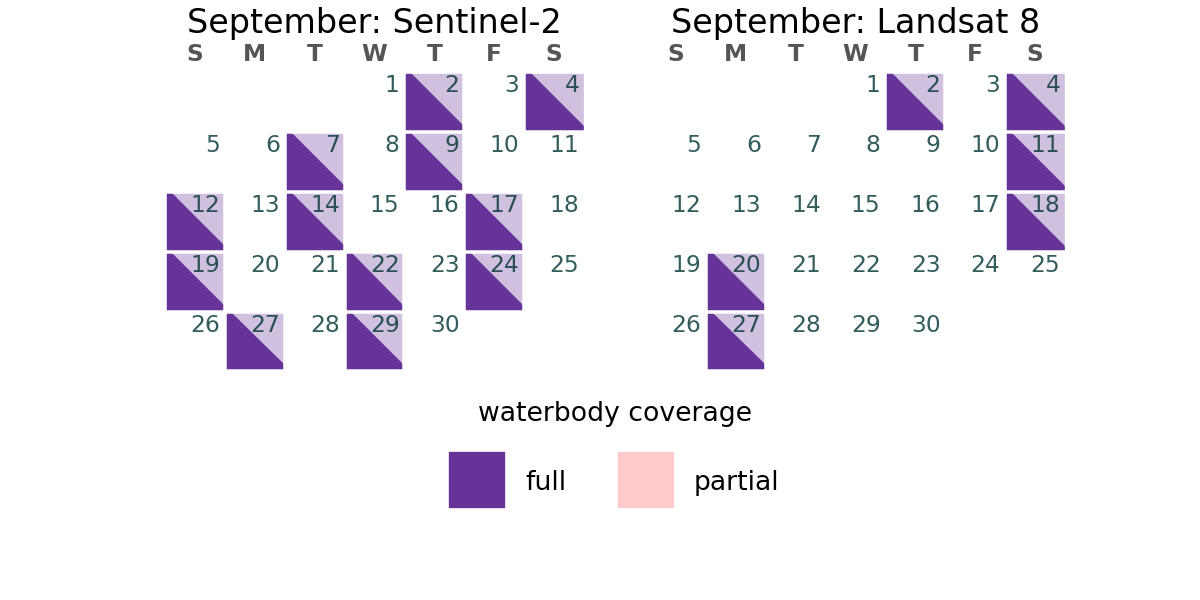 September: Sentinel-2
S M T W T F S
1 2 3 4
5 6 7 8 9 10 11
12 13 14 15 16 17 18
19 20 21 22 23 24 25
26 27 28 29 30
September: Landsat 8
S M T W T F S
1 2 3 4
5 6 7 8 9 10 11
12 13 14 15 16 17 18
19 20 21 22 23 24 25
26 27 28 29 30
waterbody coverage
full
partial